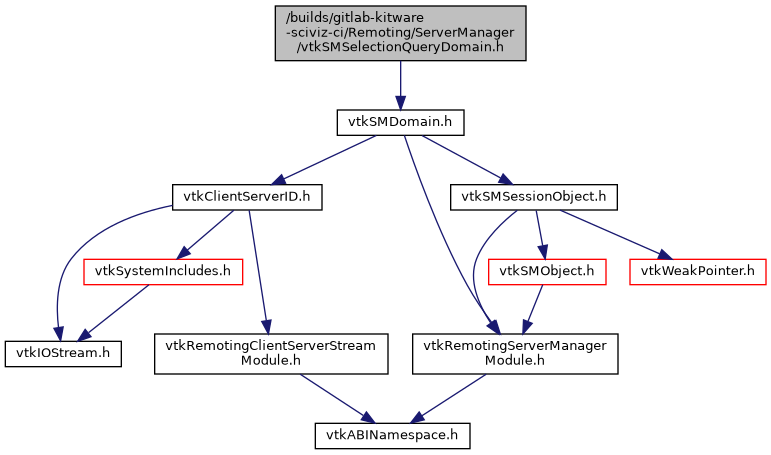 /builds/gitlab-kitware
-sciviz-ci/Remoting/ServerManager
/vtkSMSelectionQueryDomain.h
vtkSMDomain.h
vtkClientServerID.h
vtkSMSessionObject.h
vtkSystemIncludes.h
vtkSMObject.h
vtkWeakPointer.h
vtkIOStream.h
vtkRemotingClientServerStream
Module.h
vtkRemotingServerManager
Module.h
vtkABINamespace.h